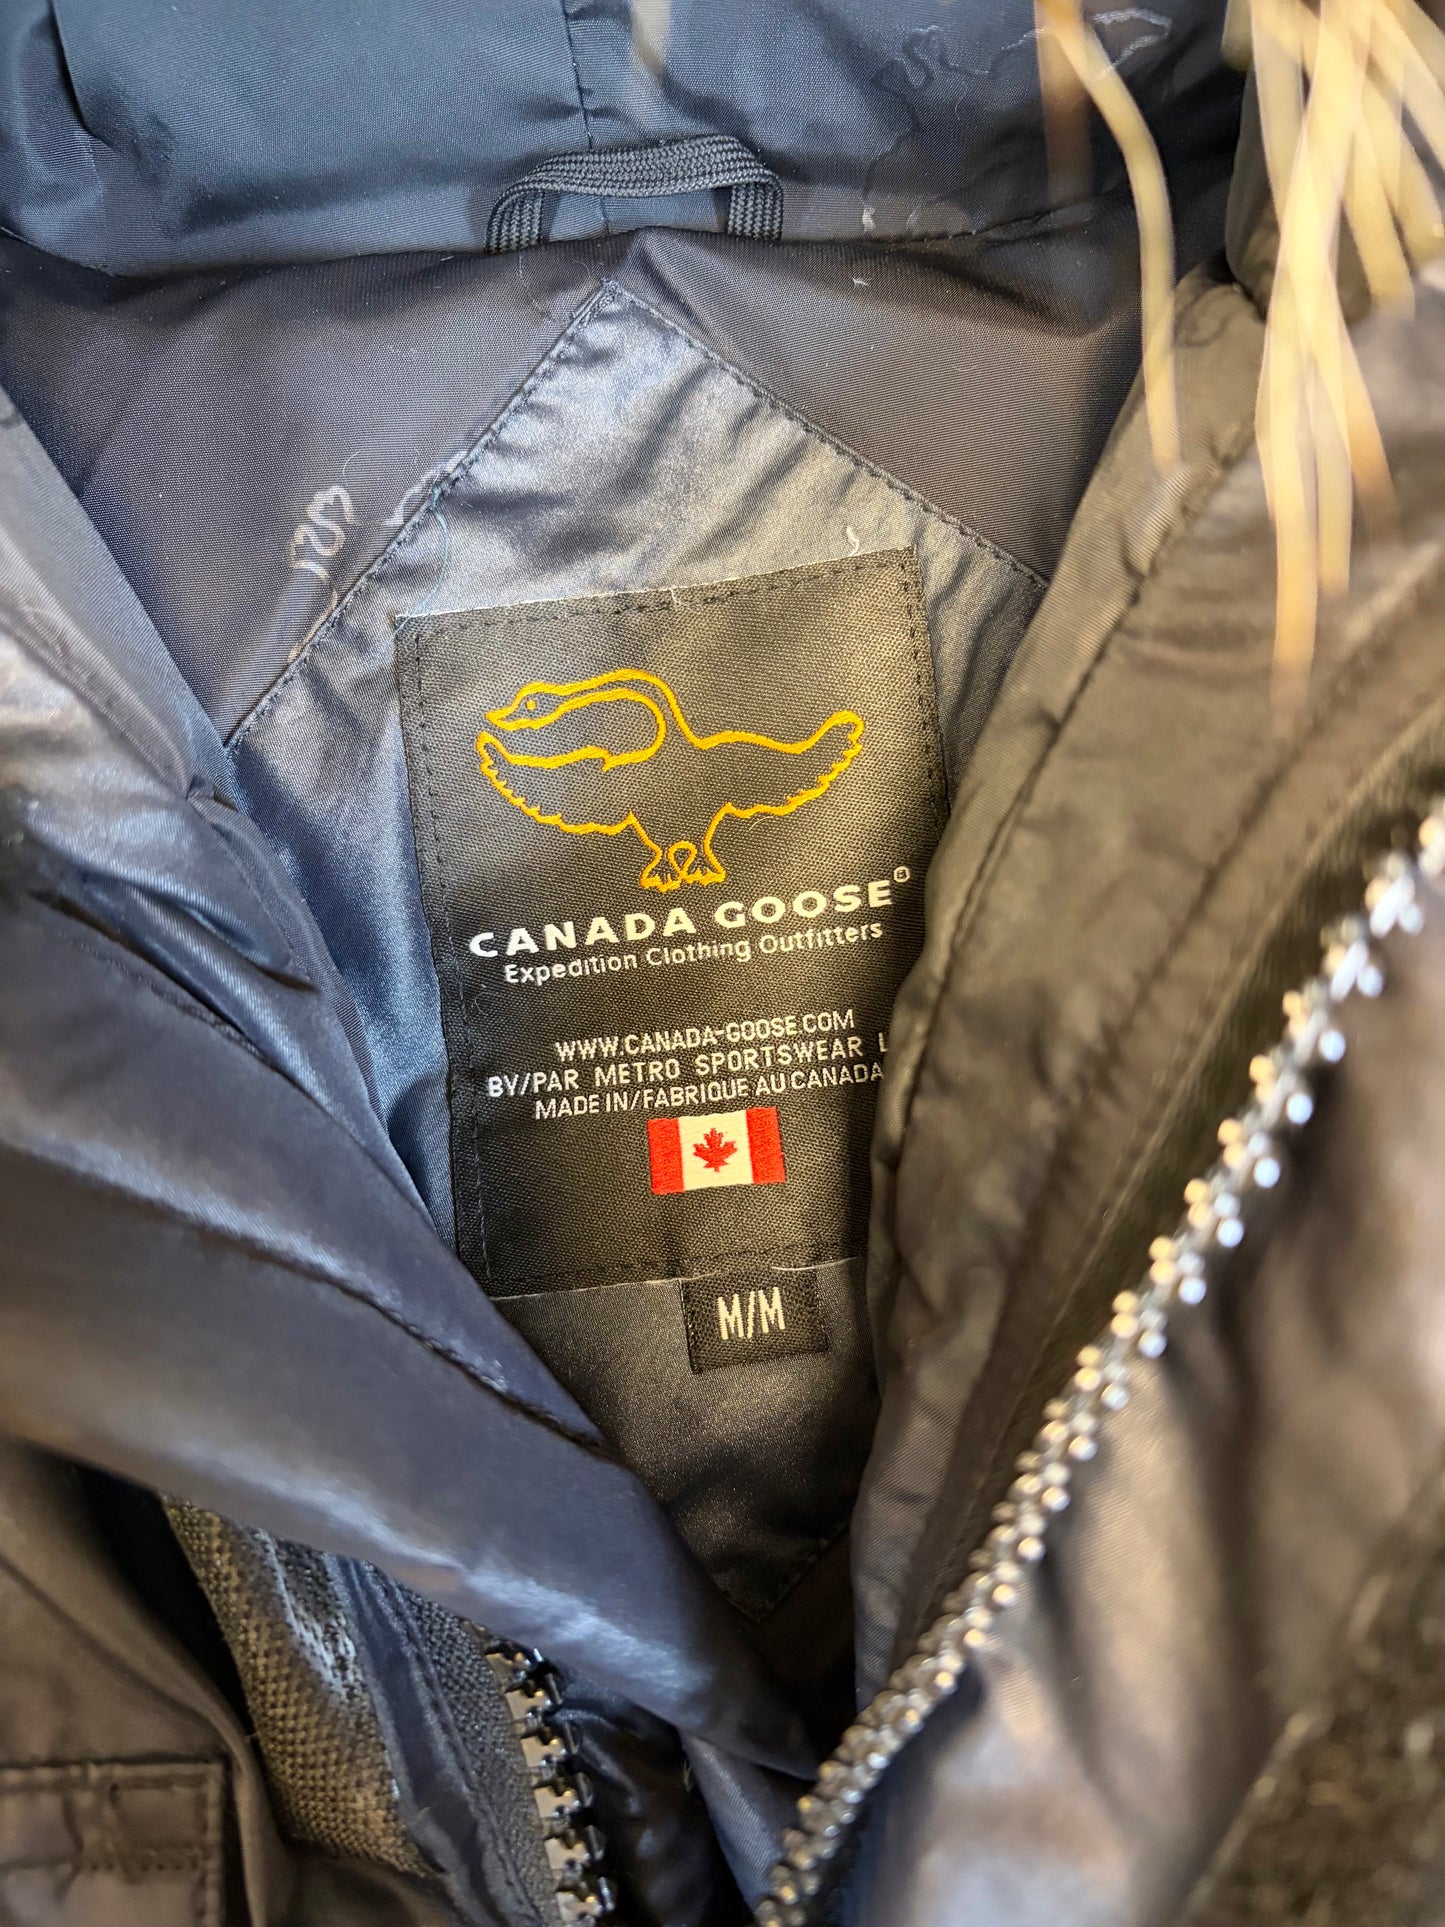 CANADA GOOSE®
Expedition Clothing Outfitters
WWW.CANADA-GOOSE.COM
BY/PAR METRO SPORTSWEAR L
MADE IN/FABRIQUE AU CANADA
M/M